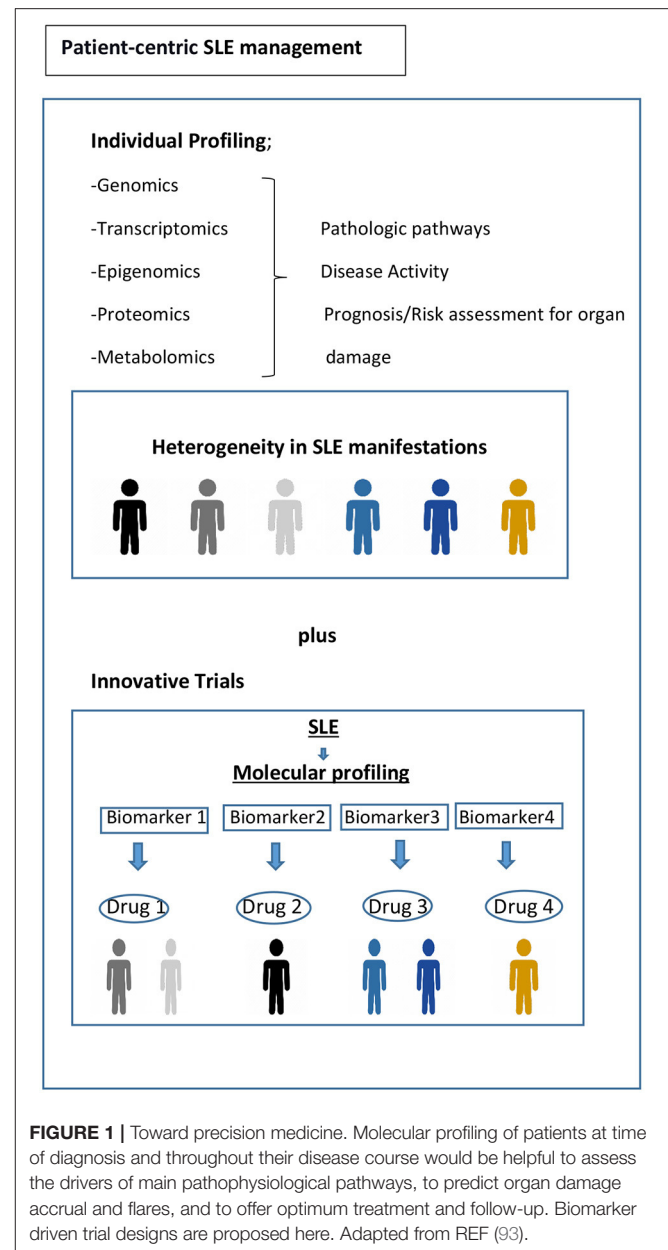 Patient-centric SLE management
Individual Profiling;
-Genomics
-Transcriptomics Pathologic pathways
-Epigenomics Disease Activity
-Proteomics Prognosis/Risk assessment for organ
-Metabolomics damage
Heterogeneity in SLE manifestations
plus
Innovative Trials
SLE
Molecular profiling
Biomarker 1 Biomarker2 Biomarker3 Biomarker4
Drug 1 Drug 2 Drug 3 Drug 4
FIGURE 1 | Toward precision medicine. Molecular profiling of patients at time
of diagnosis and throughout their disease course would be helpful to assess
the drivers of main pathophysiological pathways, to predict organ damage
accrual and flares, and to offer optimum treatment and follow-up. Biomarker
driven trial designs are proposed here. Adapted from REF (93).